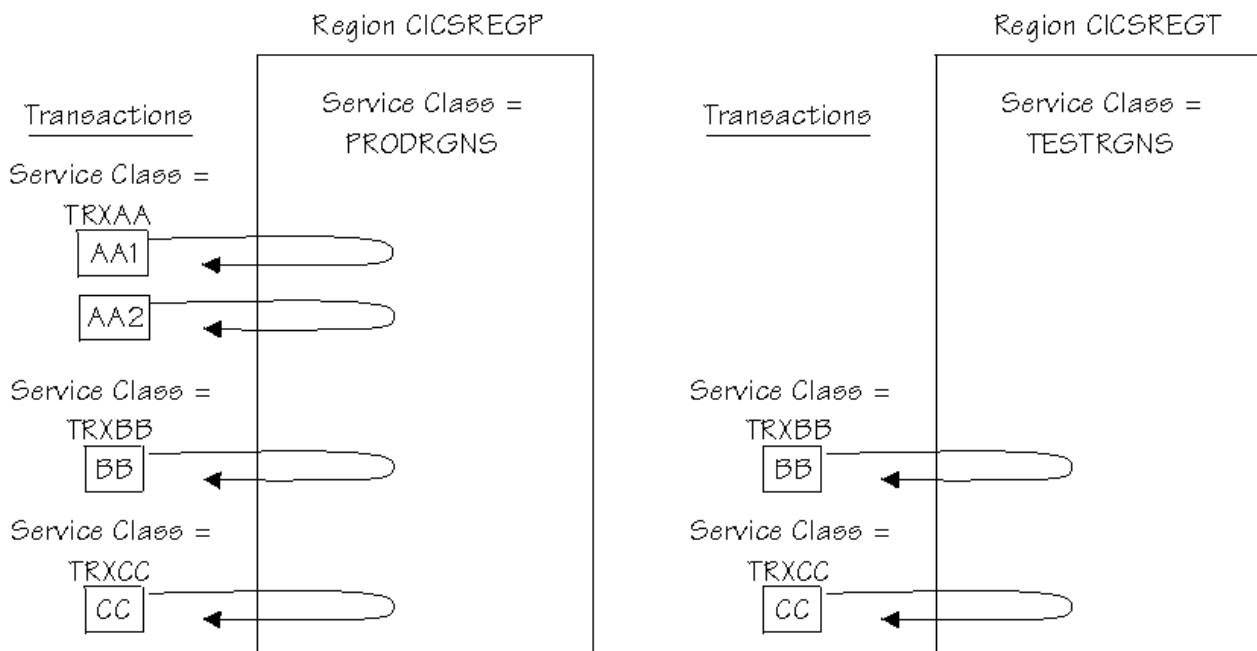 Region CICSREGP
Service Class =
PRODRGNS
Transactions
Service Class =
TRXAA
AA1
AA2
Service Class =
TRXBB
BB
Service Class =
TRXCC
CC
Region CICSREGT
Service Class =
TESTRGNS
Transactions
Service Class =
TRXBB
BB
Service Class =
TRXCC
CC